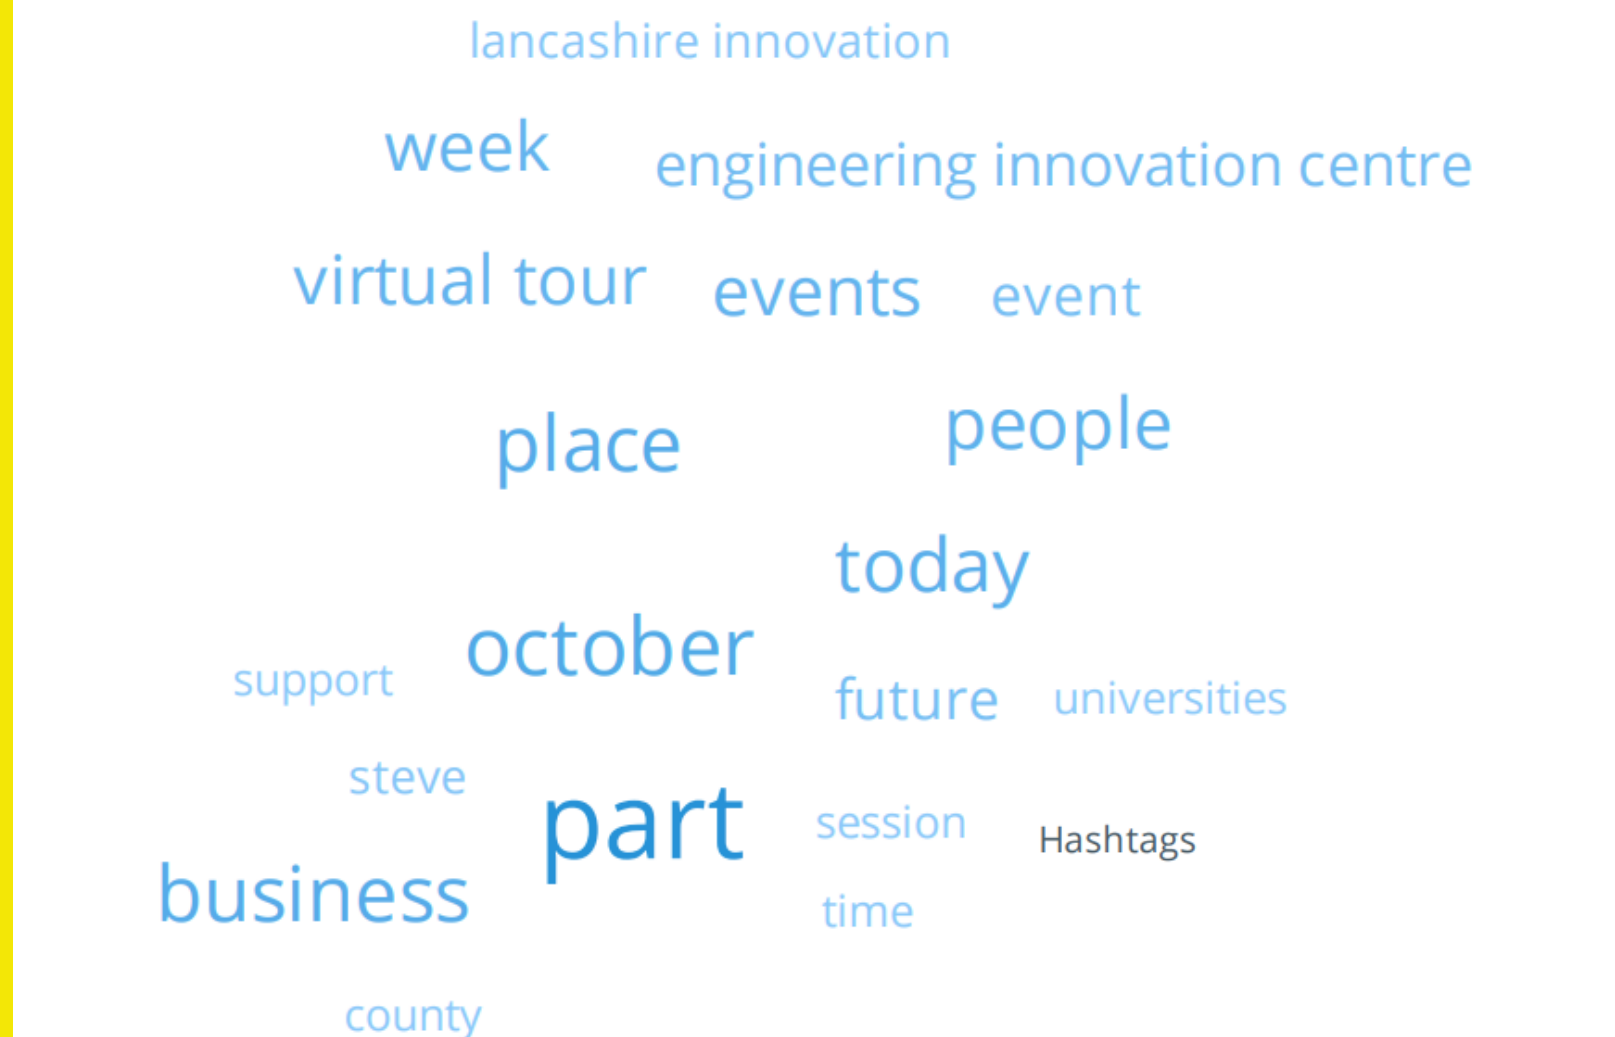 lancashire innovation
week engineering innovation centre
virtual tour events event
place people
today
october
support future universities
steve part session Hashtags
business time
county